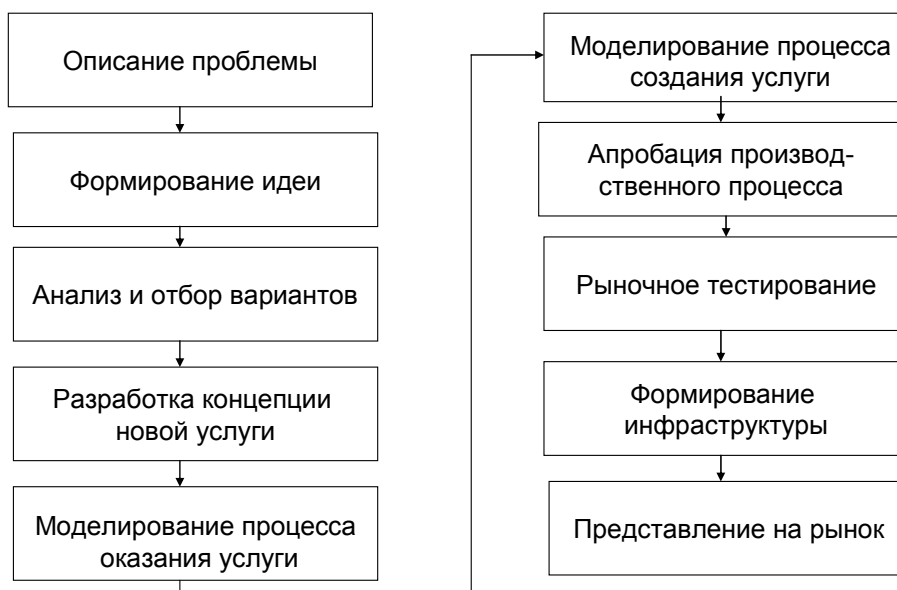 Описание проблемы
Формирование идеи
Анализ и отбор вариантов
Разработка концепции
новой услуги
Моделирование процесса
оказания услуги
Моделирование процесса
создания услуги
Апробация производ-
ственного процесса
Рыночное тестирование
Формирование
инфраструктуры
Представление на рынок